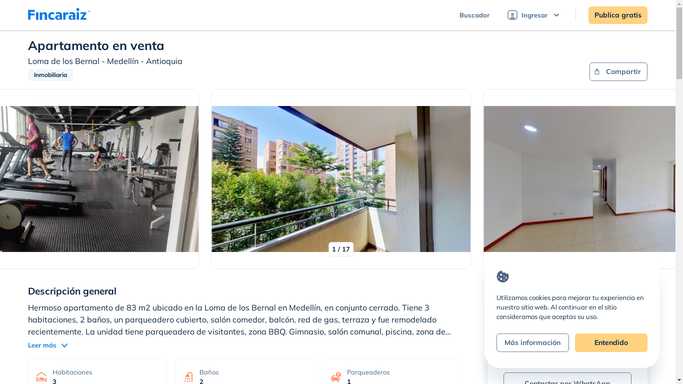 Fincaraiz
Buscador
Ingresar
Publica gratis
Apartamento en venta
Loma de los Bernal - Medellín - Antioquia
Inmobiliaria
Compartir
1 / 17
Descripción general
Hermoso apartamento de 83 m2 ubicado en la Loma de los Bernal en Medellín, en conjunto cerrado. Tiene 3
habitaciones, 2 baños, un parqueadero cubierto, salón comedor, balcón, red de gas, terraza y fue remodelado
recientemente. La unidad tiene parqueadero de visitantes, zona BBQ, Gimnasio, salón comunal, piscina, zona de...
Leer más
Habitaciones
3
Baños
2
Parqueaderos
1
Utilizamos cookies para mejorar tu experiencia en
nuestro sitio web. Al continuar en el sitio
consideramos que aceptas su uso.
Más información
Entendido
Contactar por WhatsApp